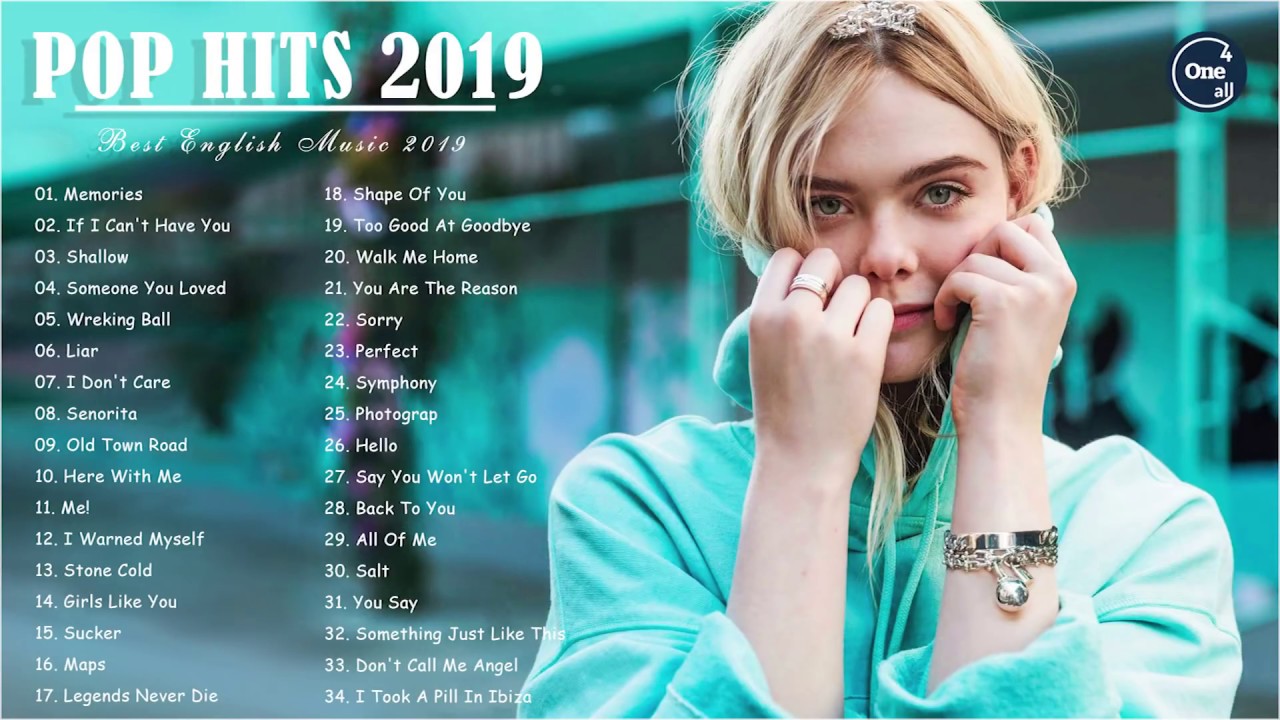 POP HITS 2019
Best English Music 2019
01. Memories
02. If I Can't Have You
03. Shallow
04. Someone You Loved
05. Wreking Ball
06. Liar
07. I Don't Care
08. Senorita
09. Old Town Road
10. Here With Me
11. Me!
12. I Warned Myself
13. Stone Cold
14. Girls Like You
15. Sucker
16. Maps
17. Legends Never Die
18. Shape Of You
19. Too Good At Goodbye
20. Walk Me Home
21. You Are The Reason
22. Sorry
23. Perfect
24. Symphony
25. Photograp
26. Hello
27. Say You Won't Let Go
28. Back To You
29. All Of Me
30. Salt
31. You Say
32. Something Just Like This
33. Don't Call Me Angel
34. I Took A Pill In Ibiza
4
One
all